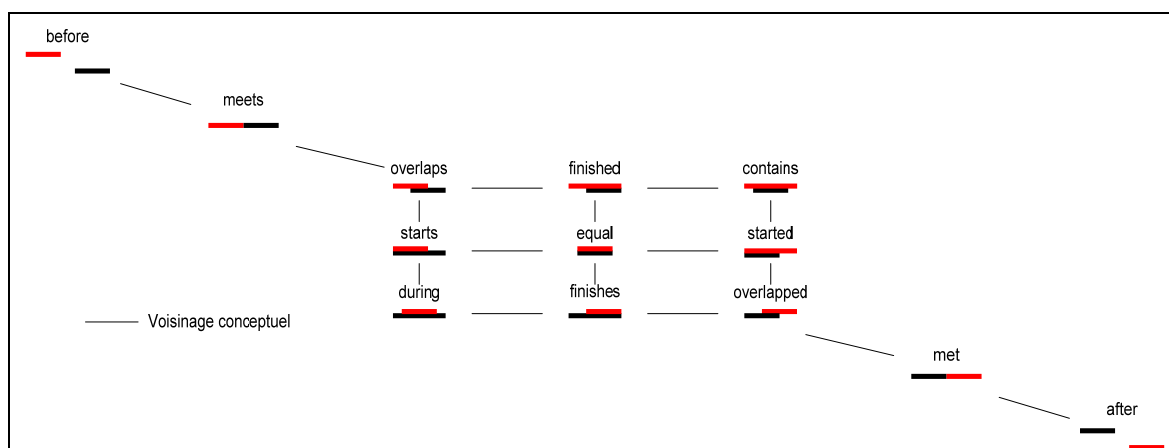 before
meets
overlaps finished contains
starts equal started
during finishes overlapped
Voisinage conceptuel
met
after